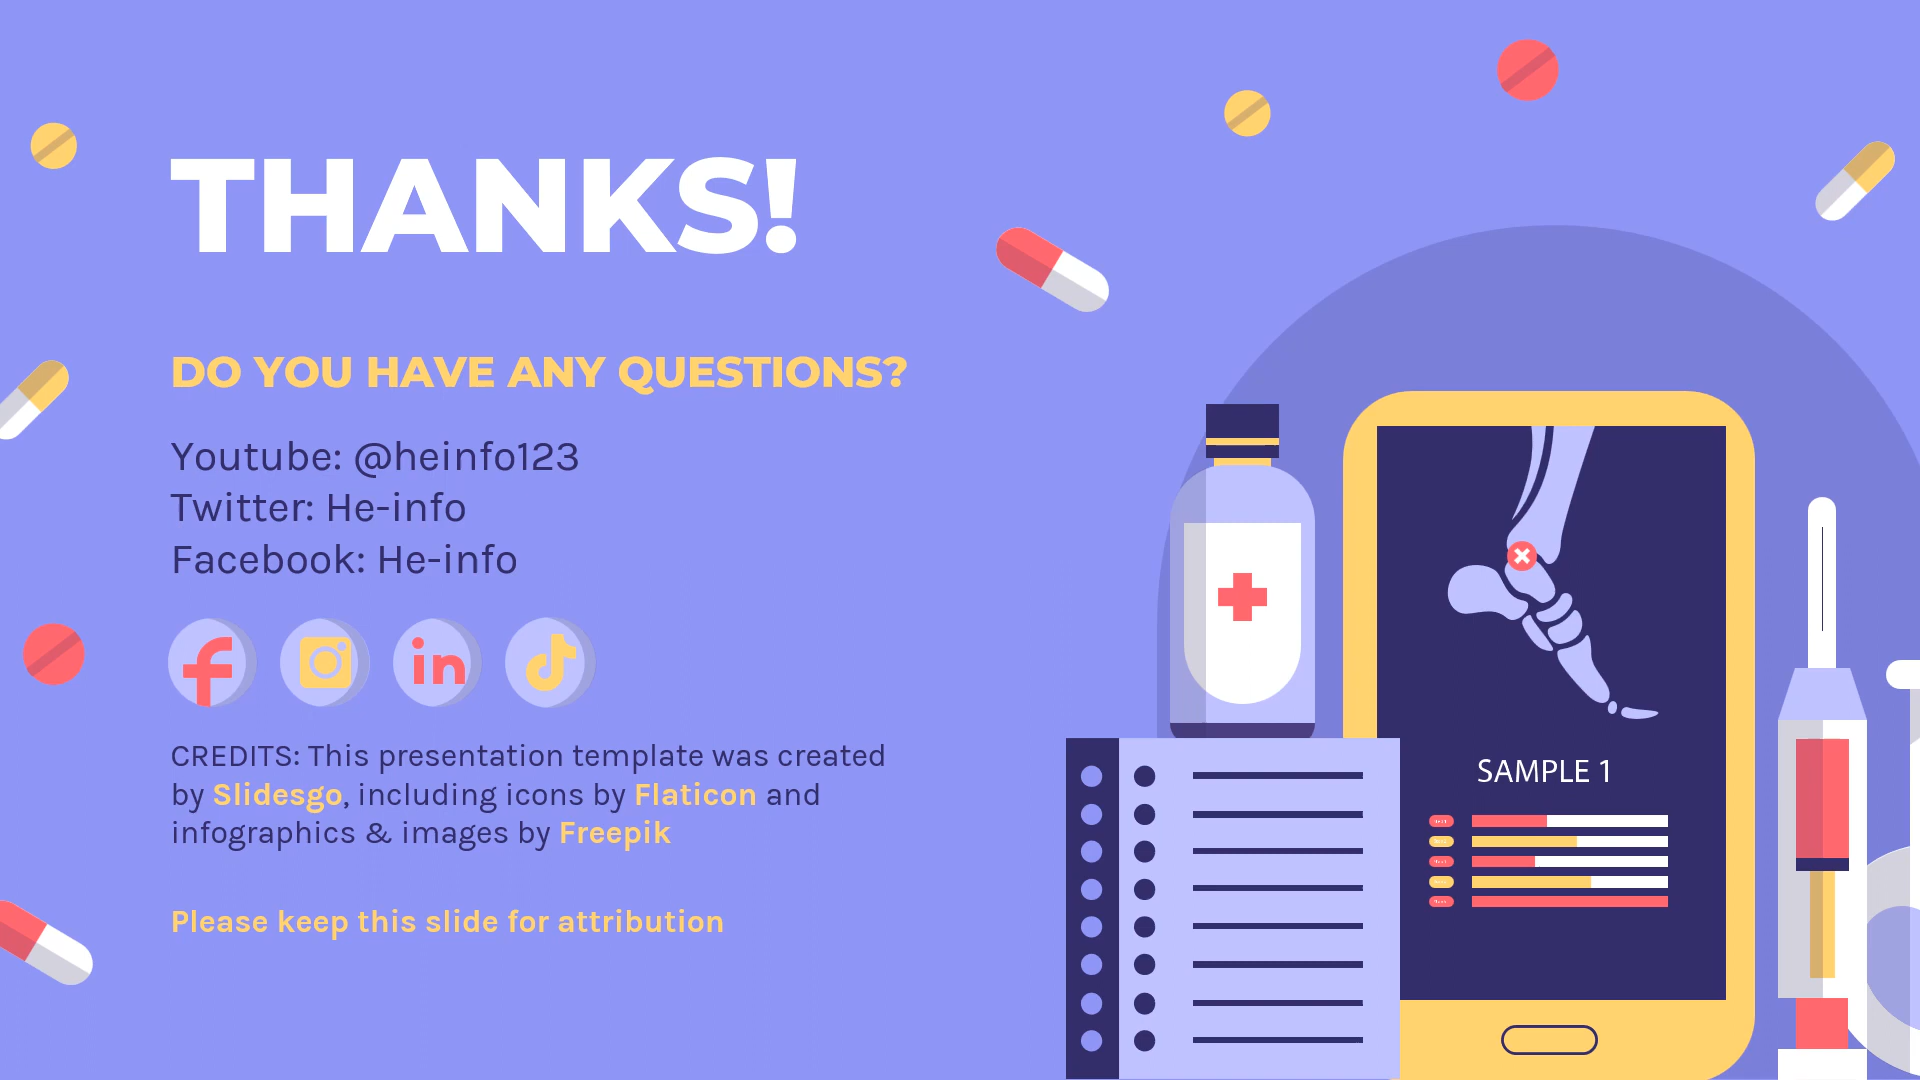 THANKS!
DO YOU HAVE ANY QUESTIONS?
Youtube: @heinfo123
Twitter: He-info
Facebook: He-info
in
CREDITS: This presentation template was created
by Slidesgo, including icons by Flaticon and
infographics & images by Freepik
Please keep this slide for attribution
SAMPLE 1